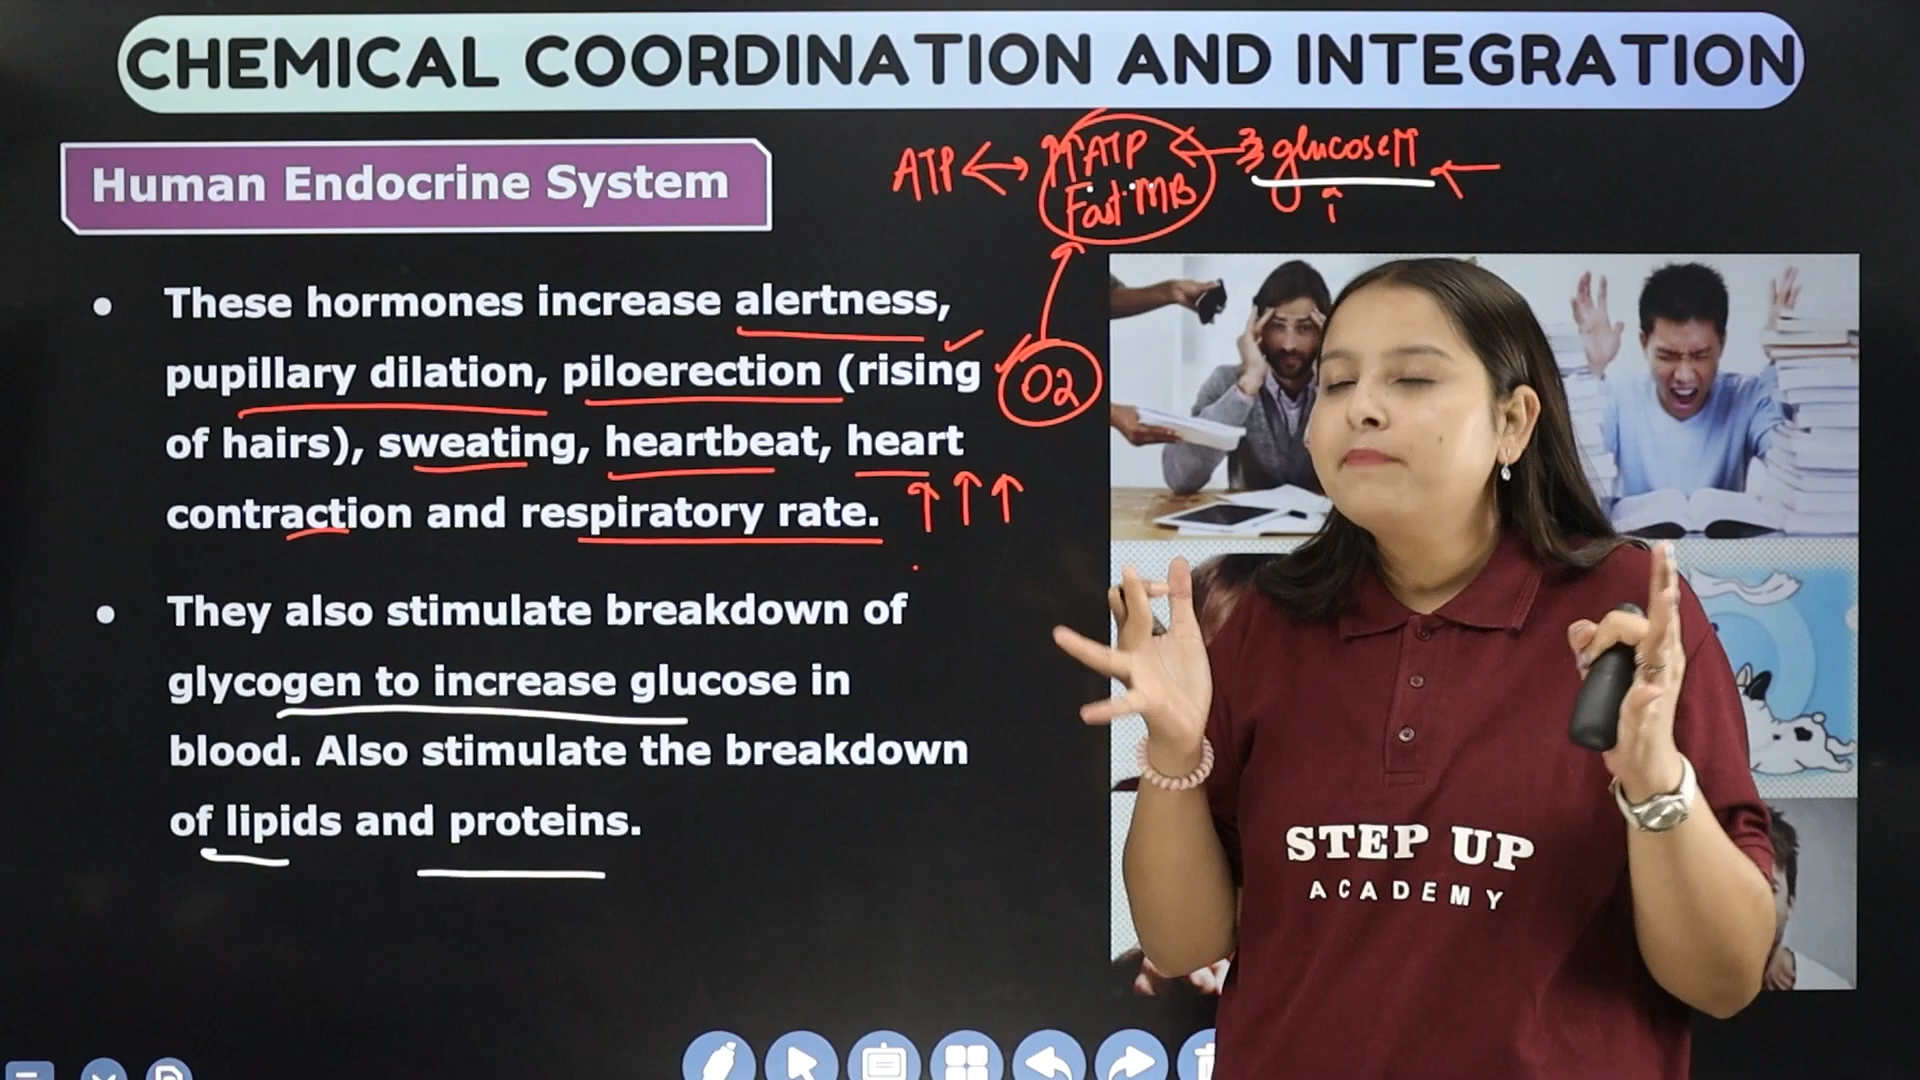 CHEMICAL COORDINATION AND INTEGRATION
Human Endocrine System
ATP
ATP
Fast MB
glucose
O2
• These hormones increase alertness,
pupillary dilation, piloerection (rising
of hairs), sweating, heartbeat, heart
contraction and respiratory rate. ↑↑↑
• They also stimulate breakdown of
glycogen to increase glucose in
blood. Also stimulate the breakdown
of lipids and proteins.
STEP UP
ACADEMY